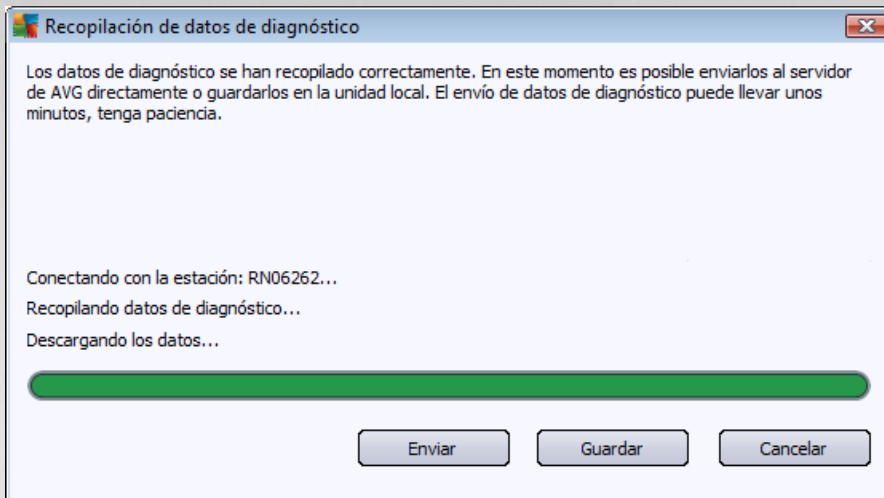 Recopilación de datos de diagnóstico
Los datos de diagnóstico se han recopilado correctamente. En este momento es posible enviarlos al servidor
de AVG directamente o guardarlos en la unidad local. El envío de datos de diagnóstico puede llevar unos
minutos, tenga paciencia.
Conectando con la estación: RN06262...
Recopilando datos de diagnóstico...
Descargando los datos...
Enviar
Guardar
Cancelar